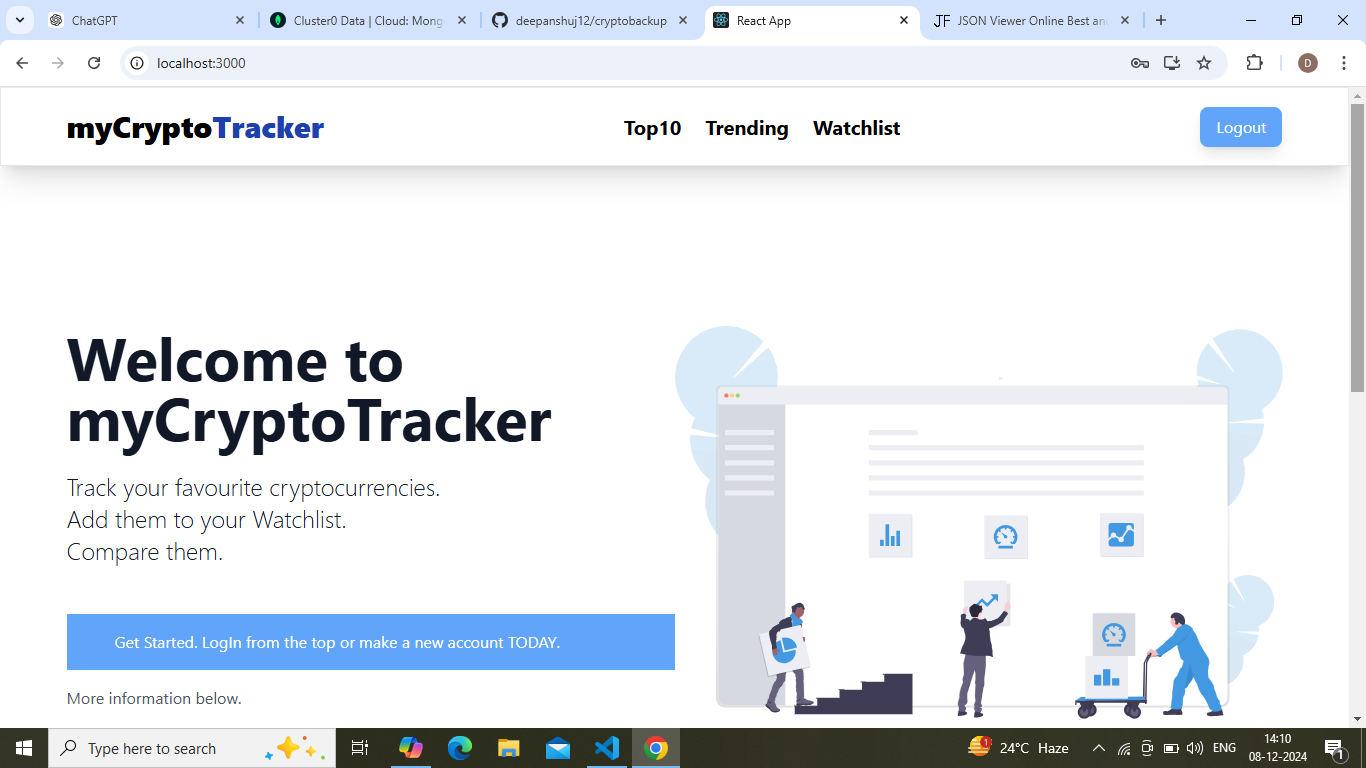 ChatGPT
Cluster0 Data | Cloud: Mong
deepanshuj12/cryptobackup
React App
JF JSON Viewer Online Best and
localhost:3000
D
myCryptoTracker
Top10 Trending Watchlist
Logout
Welcome to
myCryptoTracker
Track your favourite cryptocurrencies.
Add them to your Watchlist.
Compare them.
Get Started. LogIn from the top or make a new account TODAY.
More information below.
Type here to search
1
24°C Haze
ENG
14:10
08-12-2024
1